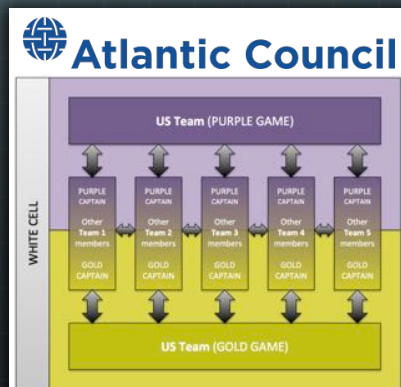 Atlantic Council
WHITE CELL
US Team (PURPLE GAME)
PURPLE
CAPTAIN
Other
Team 1
members
GOLD
CAPTAIN
PURPLE
CAPTAIN
Other
Team 2
members
GOLD
CAPTAIN
PURPLE
CAPTAIN
Other
Team 3
members
GOLD
CAPTAIN
PURPLE
CAPTAIN
Other
Team 4
members
GOLD
CAPTAIN
PURPLE
CAPTAIN
Other
Team 5
members
GOLD
CAPTAIN
US Team (GOLD GAME)